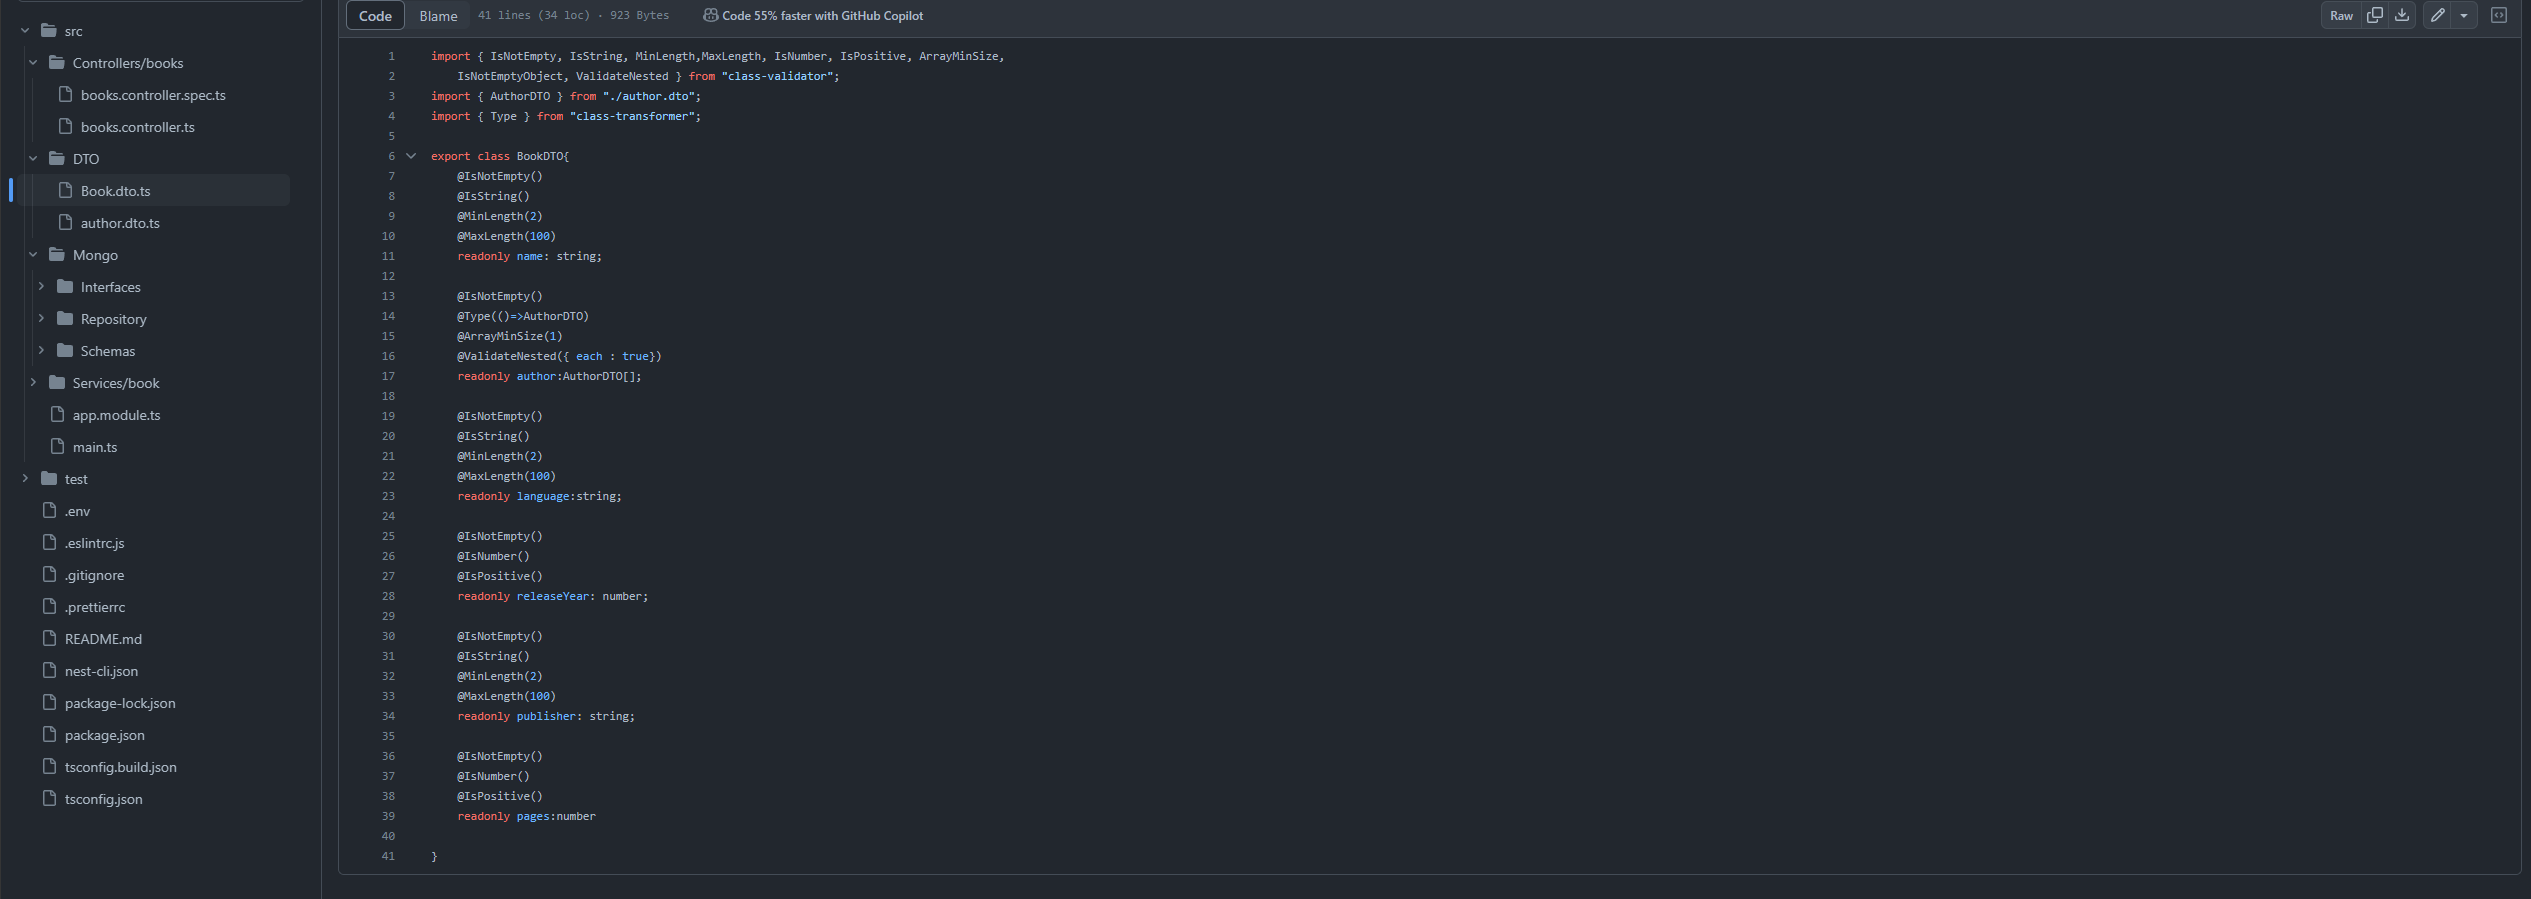 src
Controllers/books
books.controller.spec.ts
books.controller.ts
DTO
Book.dto.ts
author.dto.ts
Mongo
Interfaces
Repository
Schemas
Services/book
app.module.ts
main.ts
test
.env
.eslintrc.js
.gitignore
.prettierrc
README.md
nest-cli.json
package-lock.json
package.json
tsconfig.build.json
tsconfig.json
Code Blame 41 lines (34 loc) · 923 Bytes Code 55% faster with GitHub Copilot Raw
1 import { IsNotEmpty, IsString, MinLength,MaxLength, IsNumber, IsPositive, ArrayMinSize,
2 IsNotEmptyObject, ValidateNested } from "class-validator";
3 import { AuthorDTO } from "./author.dto";
4 import { Type } from "class-transformer";
5
6 export class BookDTO{
7 @IsNotEmpty()
8 @IsString()
9 @MinLength(2)
10 @MaxLength(100)
11 readonly name: string;
12
13 @IsNotEmpty()
14 @Type(()=>AuthorDTO)
15 @ArrayMinSize(1)
16 @ValidateNested({ each : true})
17 readonly author:AuthorDTO[];
18
19 @IsNotEmpty()
20 @IsString()
21 @MinLength(2)
22 @MaxLength(100)
23 readonly language:string;
24
25 @IsNotEmpty()
26 @IsNumber()
27 @IsPositive()
28 readonly releaseYear: number;
29
30 @IsNotEmpty()
31 @IsString()
32 @MinLength(2)
33 @MaxLength(100)
34 readonly publisher: string;
35
36 @IsNotEmpty()
37 @IsNumber()
38 @IsPositive()
39 readonly pages:number
40
41 }